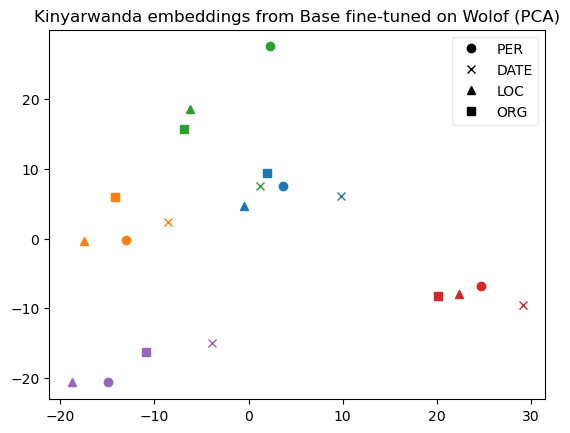 Kinyarwanda embeddings from Base fine-tuned on Wolof (PCA)
PER
DATE
LOC
ORG
20
10
0
−10
−20
−20 −10 0 10 20 30